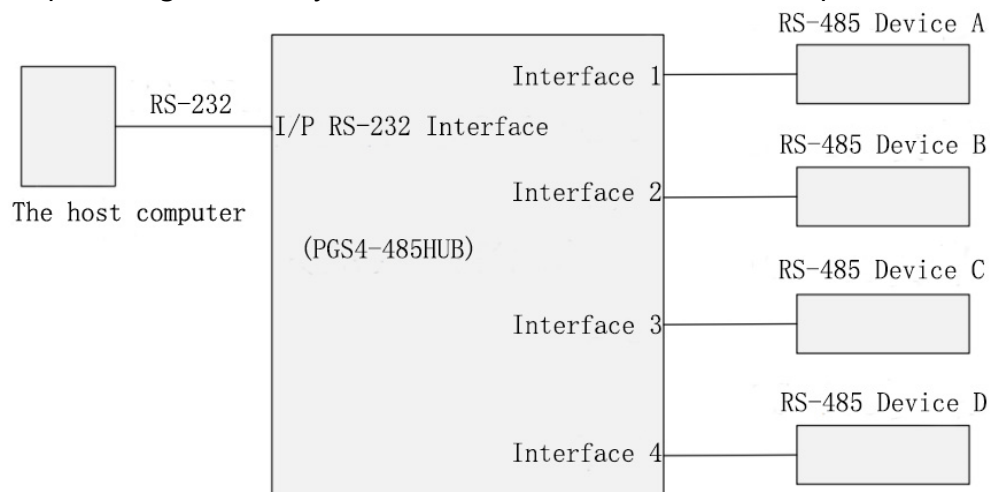 RS-485 Device A
Interface 1
RS-232
I/P RS-232 Interface
RS-485 Device B
Interface 2
The host computer
(PGS4-485HUB)
RS-485 Device C
Interface 3
RS-485 Device D
Interface 4